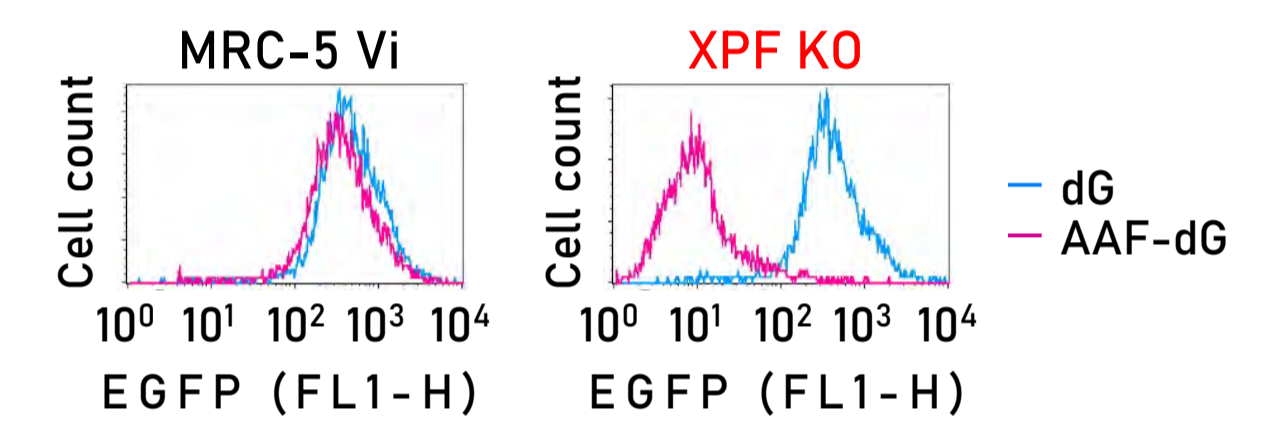 MRC-5 Vi
Cell count
10⁰ 10¹ 10² 10³ 10⁴
EGFP (FL1-H)
XPF KO
Cell count
10⁰ 10¹ 10² 10³ 10⁴
EGFP (FL1-H)
dG
AAF-dG